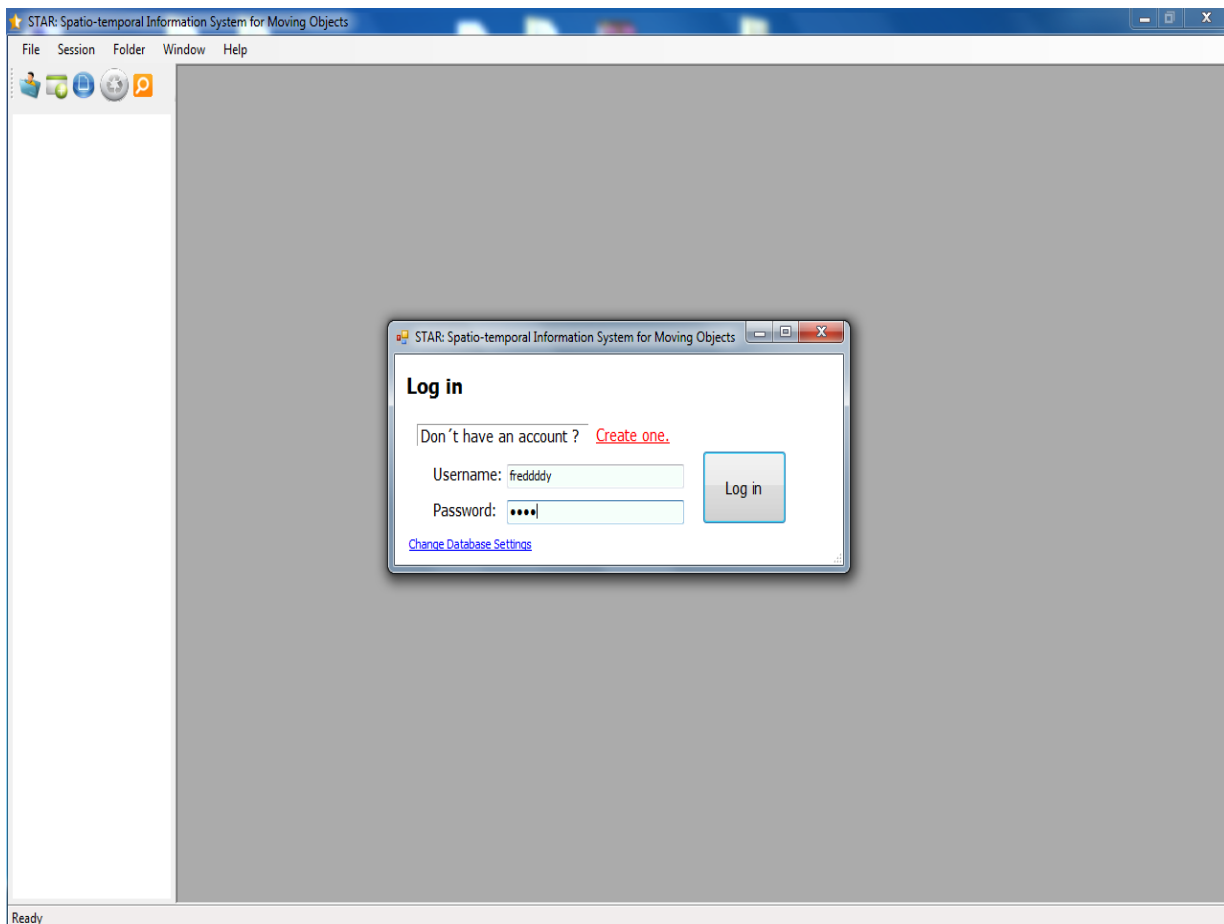 STAR: Spatio-temporal Information System for Moving Objects
File Session Folder Window Help
STAR: Spatio-temporal Information System for Moving Objects
Log in
Don´t have an account ? Create one.
Username: freddddy
Log in
Password: ••••
Change Database Settings
Ready